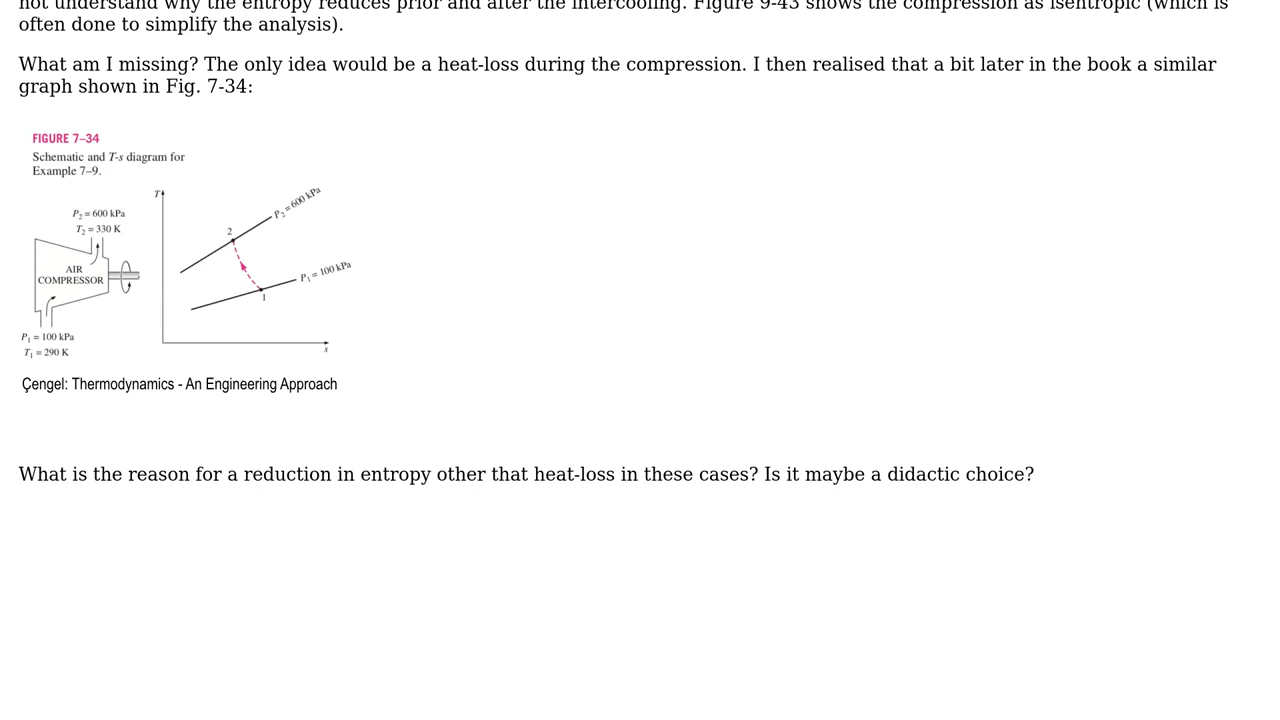 not understand why the entropy reduces prior and after the intercooling. Figure 9-43 shows the compression as isentropic (which is
often done to simplify the analysis).
What am I missing? The only idea would be a heat-loss during the compression. I then realised that a bit later in the book a similar
graph shown in Fig. 7-34:
FIGURE 7–34
Schematic and T-s diagram for
Example 7–9.
T
P₂ = 600 kPa
P₂ = 600 kPa
T₂ = 330 K
2
AIR
COMPRESSOR
P₁ = 100 kPa
1
P₁ = 100 kPa
T₁ = 290 K
s
Çengel: Thermodynamics - An Engineering Approach
What is the reason for a reduction in entropy other that heat-loss in these cases? Is it maybe a didactic choice?